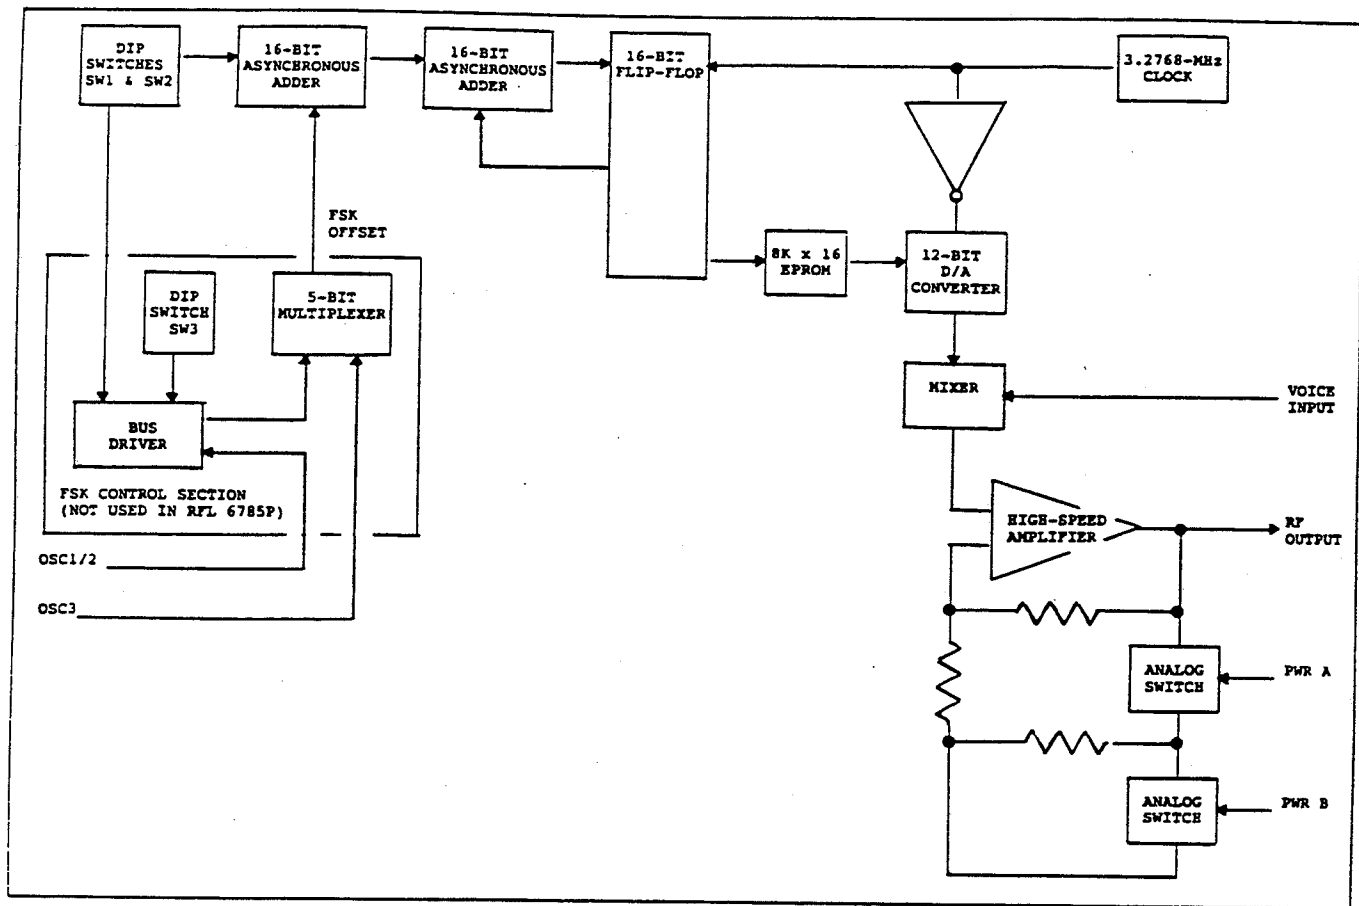 DIP
SWITCHES
SW1 & SW2
16-BIT
ASYNCHRONOUS
ADDER
16-BIT
ASYNCHRONOUS
ADDER
16-BIT
FLIP-FLOP
3.2768-MHz
CLOCK
FSK
OFFSET
8K x 16
EPROM
12-BIT
D/A
CONVERTER
DIP
SWITCH
SW3
5-BIT
MULTIPLEXER
MIXER
VOICE
INPUT
BUS
DRIVER
FSK CONTROL SECTION
(NOT USED IN RFL 6785P)
HIGH-SPEED
AMPLIFIER
RF
OUTPUT
OSC1/2
OSC3
ANALOG
SWITCH
PWR A
ANALOG
SWITCH
PWR B